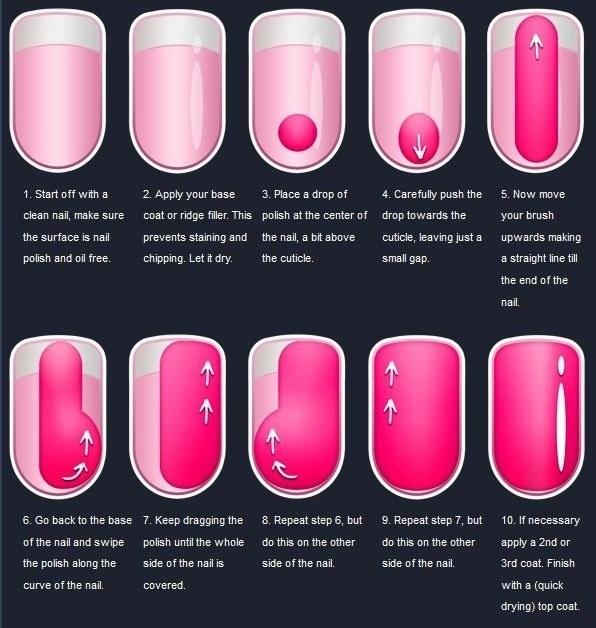 1. Start off with a
clean nail, make sure
the surface is nail
polish and oil free.
2. Apply your base
coat or ridge filler. This
prevents staining and
chipping. Let it dry.
3. Place a drop of
polish at the center of
the nail, a bit above
the cuticle.
4. Carefully push the
drop towards the
cuticle, leaving just a
small gap.
5. Now move
your brush
upwards making
a straight line till
the end of the
nail.
6. Go back to the base
of the nail and swipe
the polish along the
curve of the nail.
7. Keep dragging the
polish until the whole
side of the nail is
covered.
8. Repeat step 6, but
do this on the other
side of the nail.
9. Repeat step 7, but
do this on the other
side of the nail.
10. If necessary
apply a 2nd or
3rd coat. Finish
with a (quick
drying) top coat.